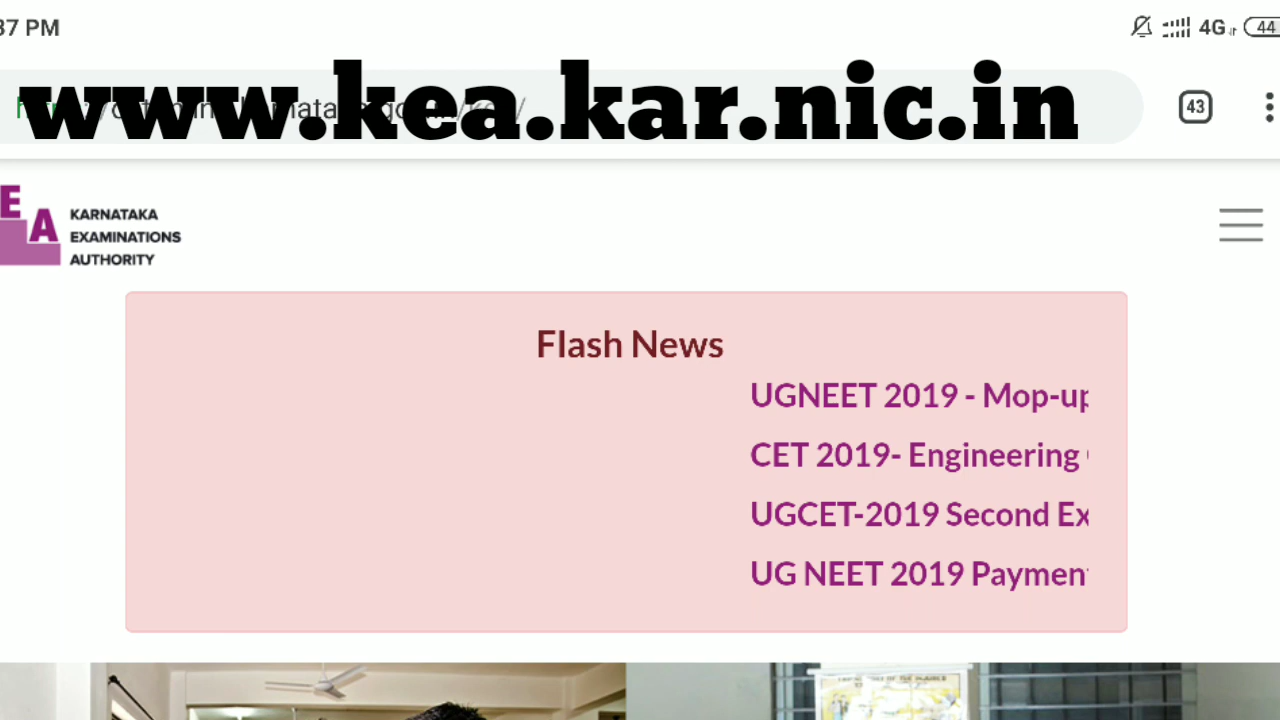 37 PM
4G
44
www.kea.kar.nic.in
43
E
A
KARNATAKA
EXAMINATIONS
AUTHORITY
Flash News
UGNEET 2019 - Mop-up
CET 2019- Engineering
UGCET-2019 Second Ex
UG NEET 2019 Paymen